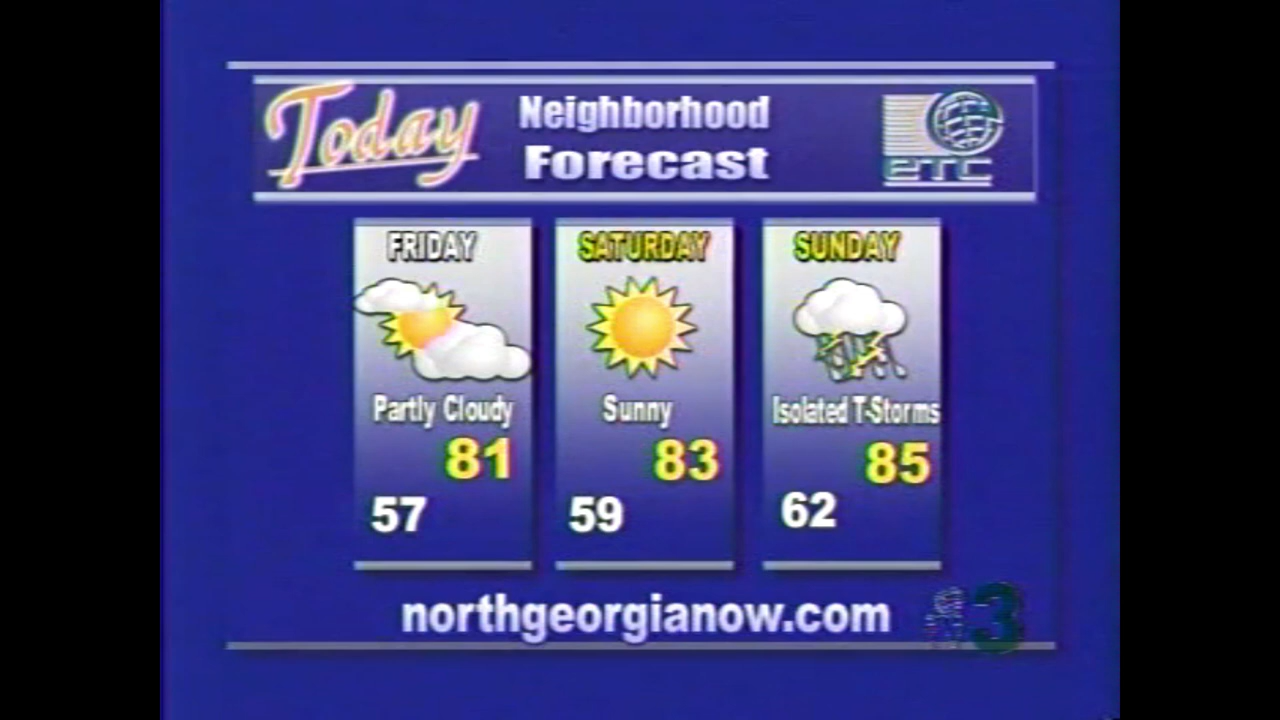 Today
Neighborhood
Forecast
ETC
FRIDAY
SATURDAY
SUNDAY
Partly Cloudy
Sunny
Isolated T-Storms
81
83
85
57
59
62
northgeorgianow.com
3